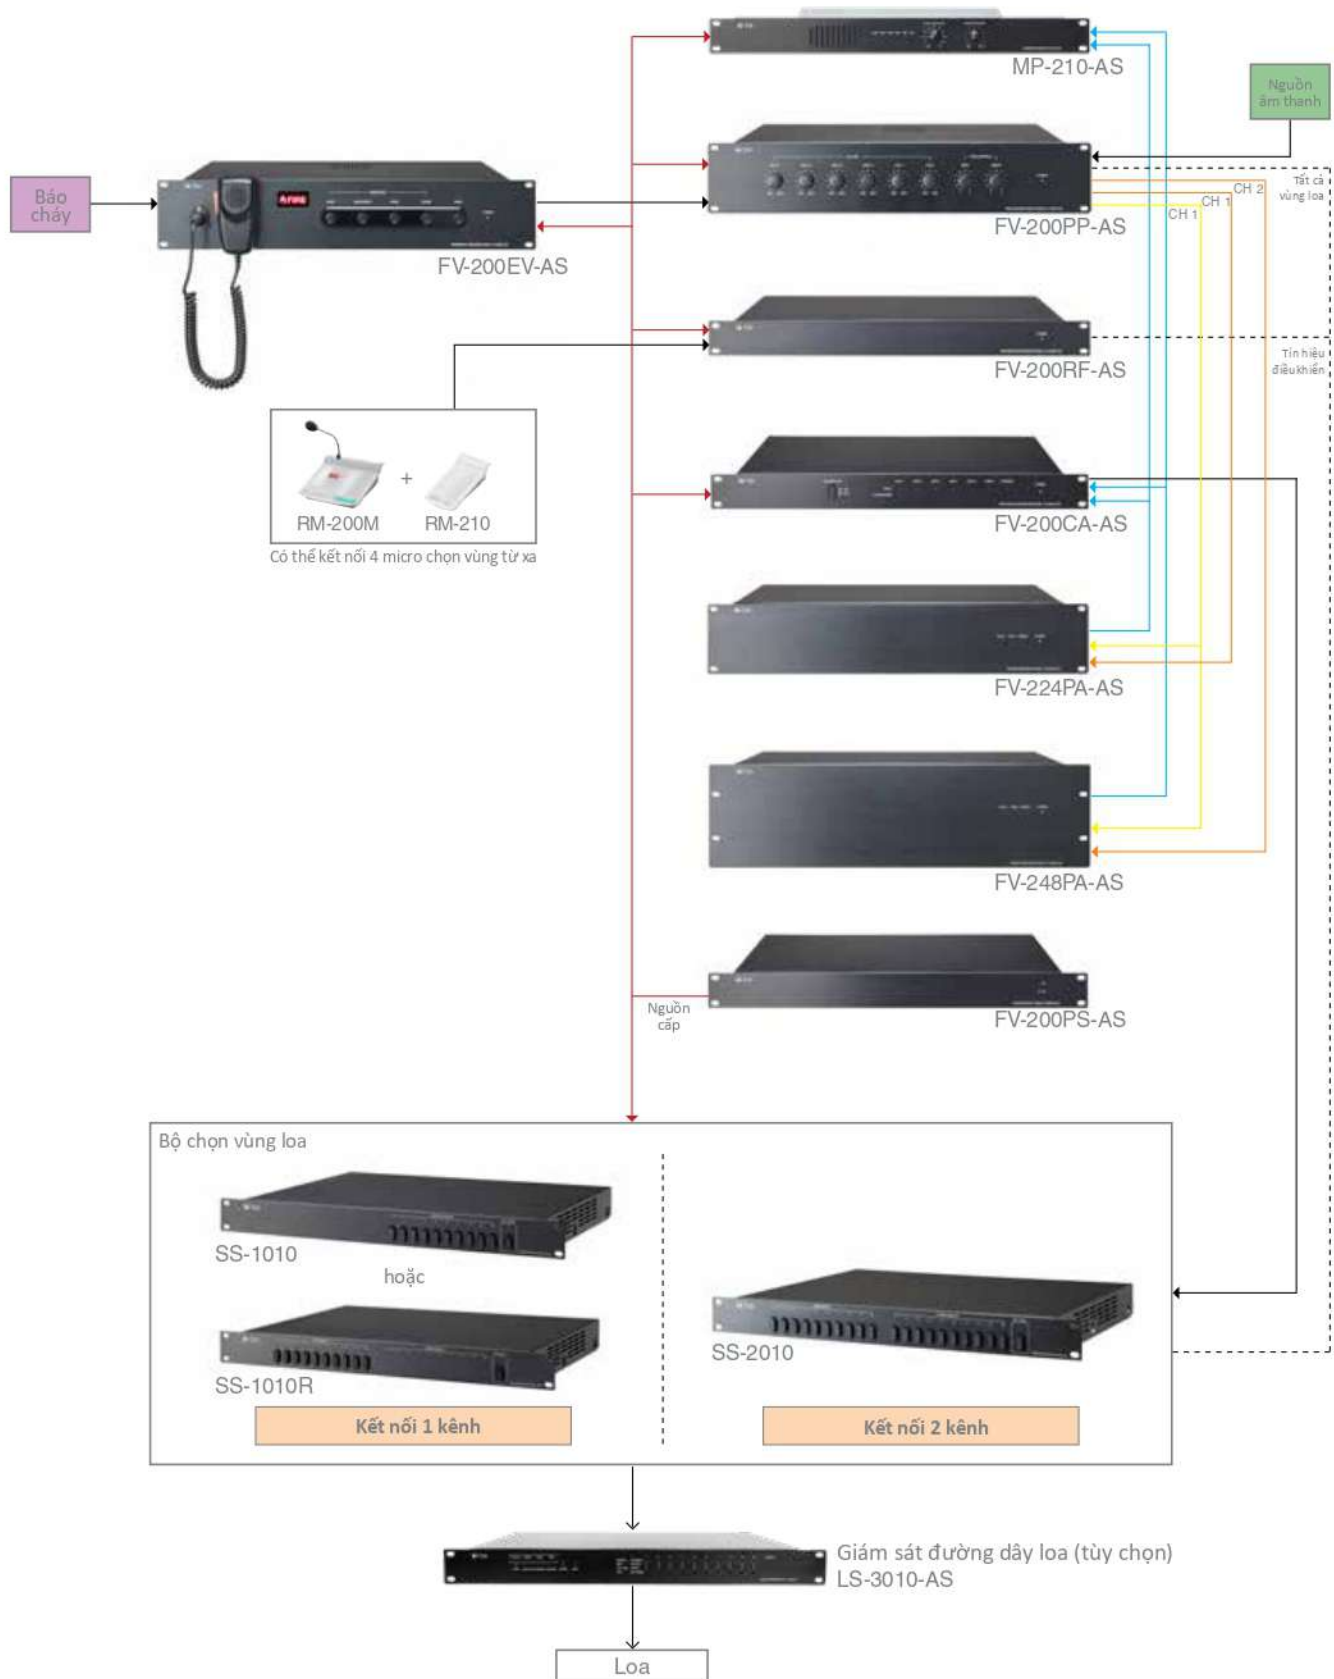 MP-210-AS
Nguồn
âm thanh
Báo
cháy
FIRE
FV-200EV-AS
FV-200PP-AS
CH 1
CH 1
CH 2
Tất cả
vùng loa
FV-200RF-AS
Tín hiệu
điều khiển
RM-200M
+
RM-210
Có thể kết nối 4 micro chọn vùng từ xa
FV-200CA-AS
FV-224PA-AS
FV-248PA-AS
Nguồn
cấp
FV-200PS-AS
Bộ chọn vùng loa
SS-1010
hoặc
SS-1010R
SS-2010
Kết nối 1 kênh
Kết nối 2 kênh
Giám sát đường dây loa (tùy chọn)
LS-3010-AS
Loa